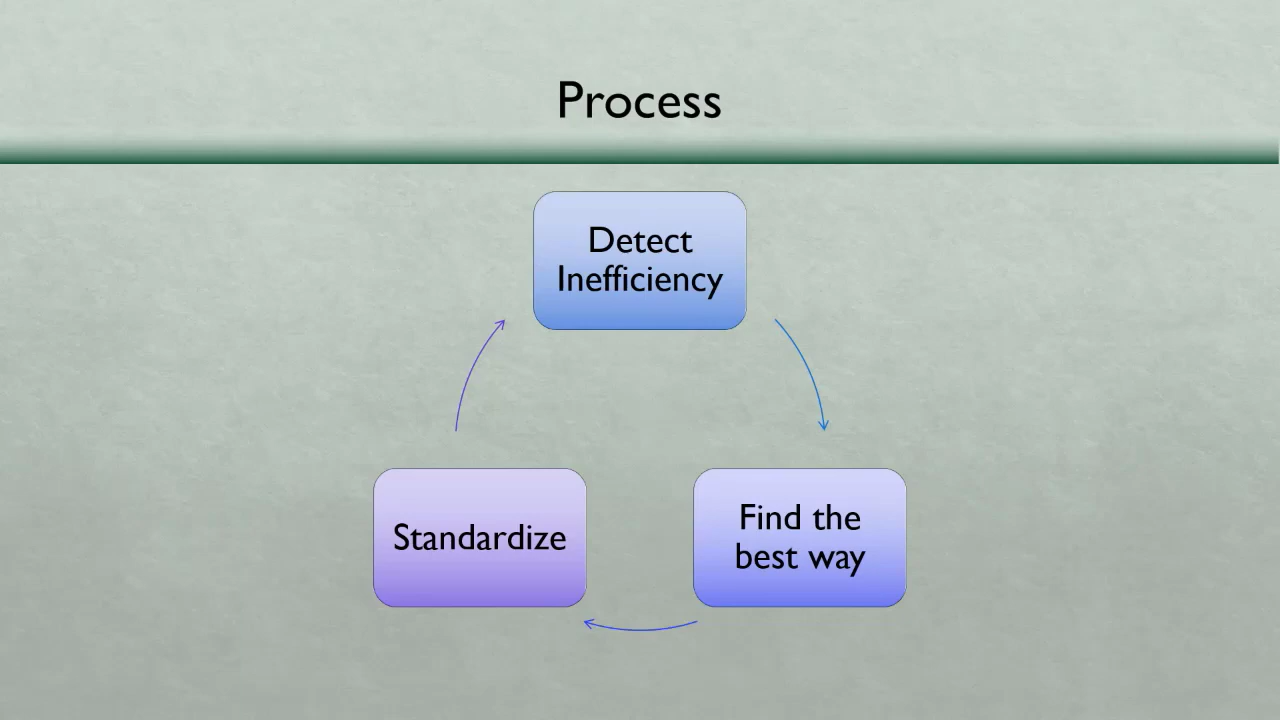 Process
Detect
Inefficiency
Find the
best way
Standardize